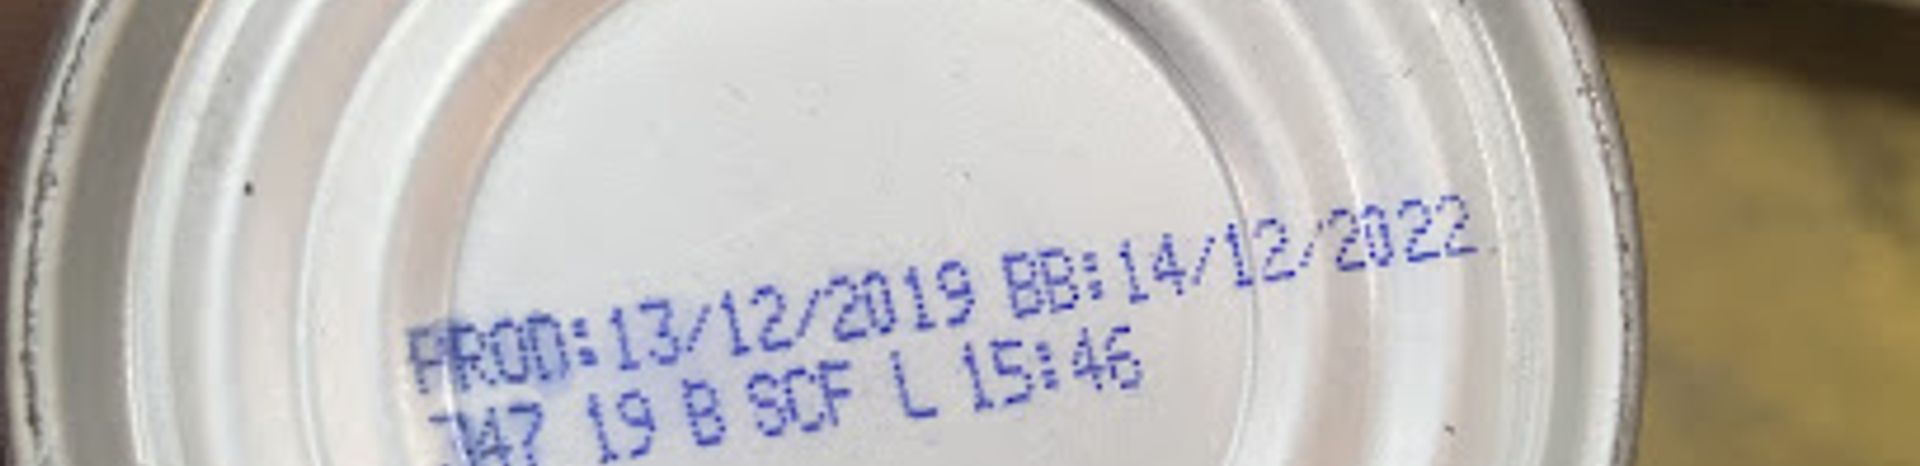 PROD:13/12/2019 BB:14/12/2022
347 19 B SCF L 15:46